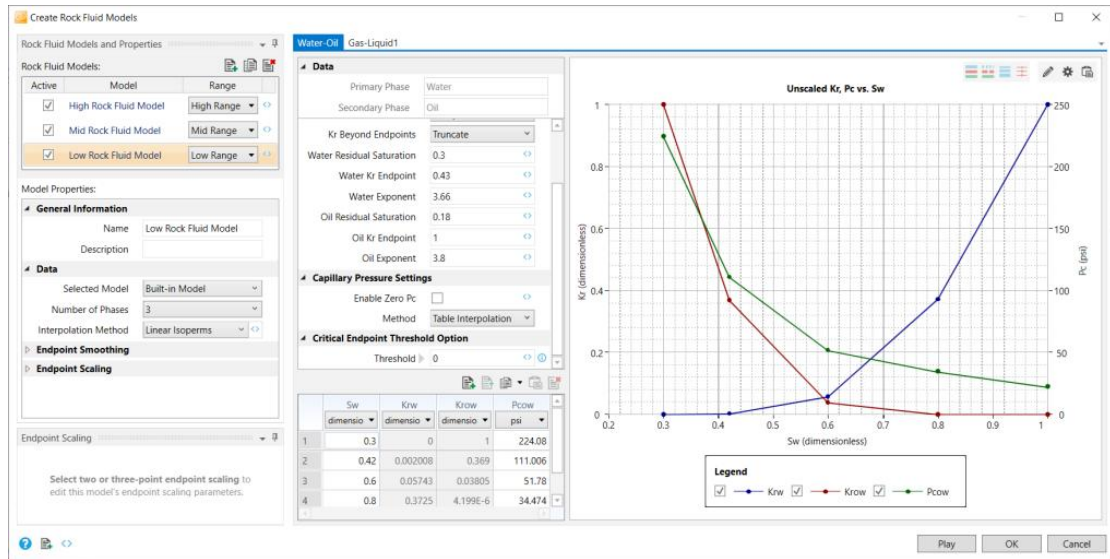 Create Rock Fluid Models
Rock Fluid Models and Properties
Rock Fluid Models:
Active Model Range
High Rock Fluid Model High Range
Mid Rock Fluid Model Mid Range
Low Rock Fluid Model Low Range
Model Properties:
General Information
Name Low Rock Fluid Model
Description
Data
Selected Model Built-in Model
Number of Phases 3
Interpolation Method Linear Isoperms
Endpoint Smoothing
Endpoint Scaling
Endpoint Scaling
Select two or three-point endpoint scaling to
edit this model's endpoint scaling parameters.
Water-Oil Gas-Liquid1
Data
Primary Phase Water
Secondary Phase Oil
Kr Beyond Endpoints Truncate
Water Residual Saturation 0.3
Water Kr Endpoint 0.43
Water Exponent 3.66
Oil Residual Saturation 0.18
Oil Kr Endpoint 1
Oil Exponent 3.8
Capillary Pressure Settings
Enable Zero Pc
Method Table Interpolation
Critical Endpoint Threshold Option
Threshold 0
Sw Krw Krow Pcow
dimensio dimensio dimensio psi
1 0.3 0 1 224.08
2 0.42 0.002008 0.369 111.006
3 0.6 0.05743 0.03805 51.78
4 0.8 0.3725 4.199E-6 34.474
Unscaled Kr, Pc vs. Sw
Kr (dimensionless)
1
0.8
0.6
0.4
0.2
0
250
200
150
100
50
0
Pc (psi)
0.2 0.3 0.4 0.5 0.6 0.7 0.8 0.9 1
Sw (dimensionless)
Legend
Krw Krow Pcow
Play OK Cancel